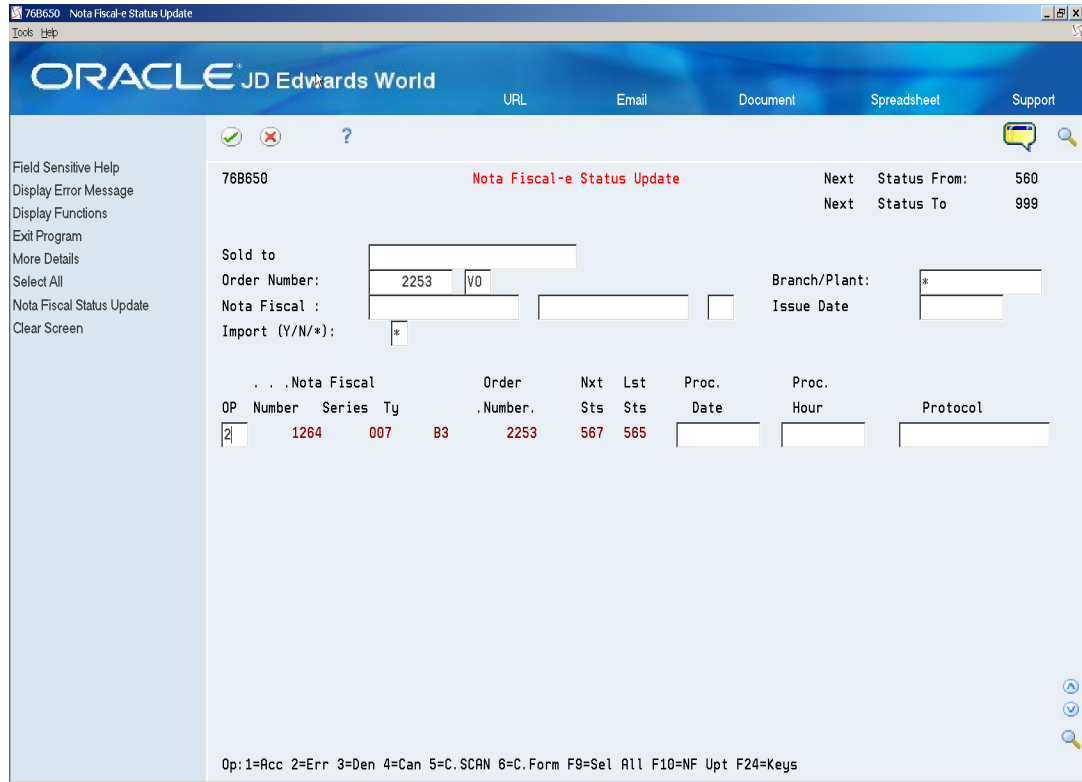 76B650 Nota Fiscal-e Status Update
Tools Help
ORACLE JD Edwards World
URL Email Document Spreadsheet Support
?
Field Sensitive Help
Display Error Message
Display Functions
Exit Program
More Details
Select All
Nota Fiscal Status Update
Clear Screen
76B650 Nota Fiscal-e Status Update Next Status From: 560
Next Status To 999
Sold to
Order Number: 2253 VO Branch/Plant: *
Nota Fiscal : Issue Date
Import (Y/N/*): *
. . .Nota Fiscal Order Nxt Lst Proc. Proc.
OP Number Series Ty .Number. Sts Sts Date Hour Protocol
2 1264 007 B3 2253 567 565
Op:1=Acc 2=Err 3=Den 4=Can 5=C.SCAN 6=C.Form F9=Sel All F10=NF Upt F24=Keys